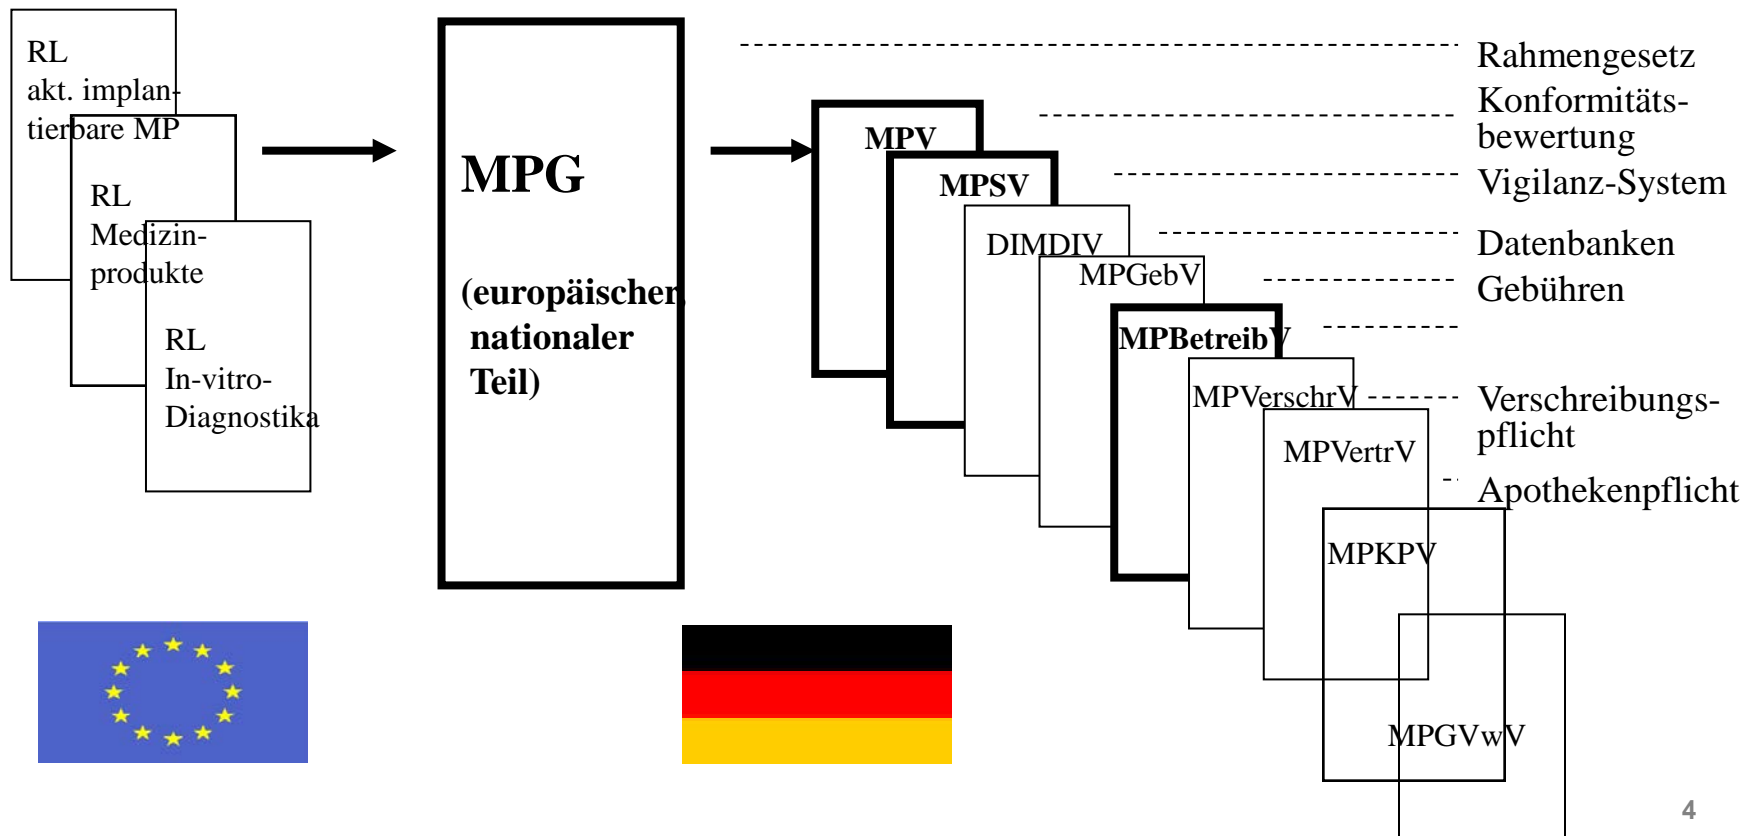 RL
akt. implan-
tierbare MP
RL
Medizin-
produkte
RL
In-vitro-
Diagnostika
MPG
(europäischer,
nationaler
Teil)
MPV
MPSV
DIMDIV
MPGebV
MPBetreibV
MPVerschrV
MPVertrV
MPKPV
MPGVwV
Rahmengesetz
Konformitäts-
bewertung
Vigilanz-System
Datenbanken
Gebühren
Verschreibungs-
pflicht
Apothekenpflicht
4